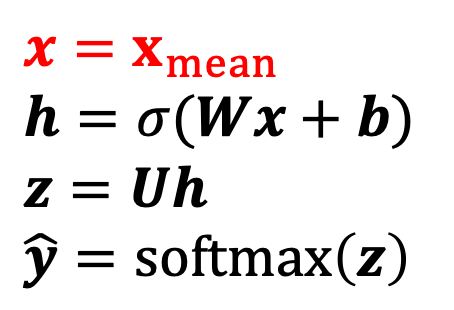 x = x_mean
h = σ(Wx + b)
z = Uh
ŷ = softmax(z)